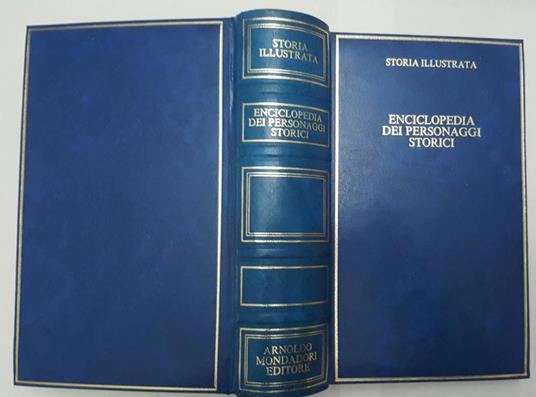 STORIA
ILLUSTRATA
ENCICLOPEDIA
DEI PERSONAGGI
STORICI
ARNOLDO
MONDADORI
EDITORE
STORIA ILLUSTRATA
ENCICLOPEDIA
DEI PERSONAGGI
STORICI